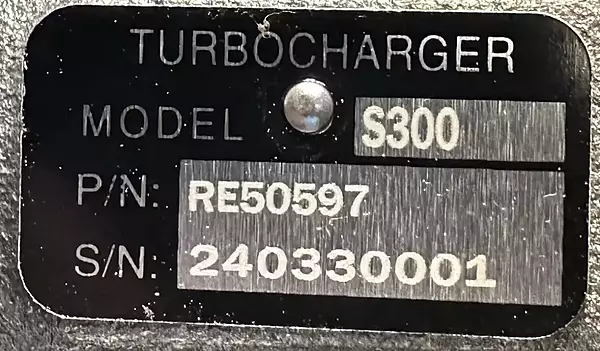 TURBOCHARGER
MODEL S300
P/N: RE50597
S/N: 240330001